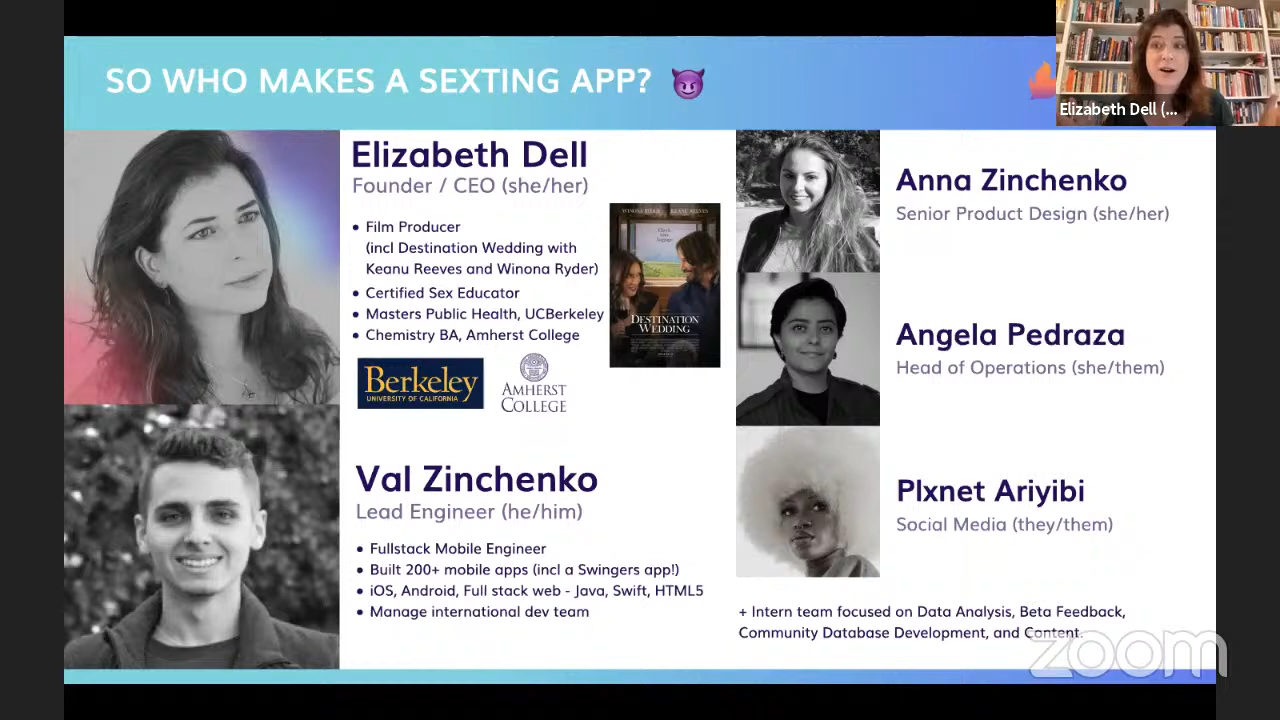 SO WHO MAKES A SEXTING APP?
Elizabeth Dell (...
Elizabeth Dell
Founder / CEO (she/her)
• Film Producer
(incl Destination Wedding with
Keanu Reeves and Winona Ryder)
• Certified Sex Educator
• Masters Public Health, UCBerkeley
• Chemistry BA, Amherst College
Berkeley
UNIVERSITY OF CALIFORNIA
AMHERST
COLLEGE
WINONA RYDER KEANU REEVES
DESTINATION
WEDDING
Val Zinchenko
Lead Engineer (he/him)
• Fullstack Mobile Engineer
• Built 200+ mobile apps (incl a Swingers app!)
• iOS, Android, Full stack web - Java, Swift, HTML5
• Manage international dev team
Anna Zinchenko
Senior Product Design (she/her)
Angela Pedraza
Head of Operations (she/them)
Plxnet Ariyibi
Social Media (they/them)
+ Intern team focused on Data Analysis, Beta Feedback,
Community Database Development, and Content.
zoom